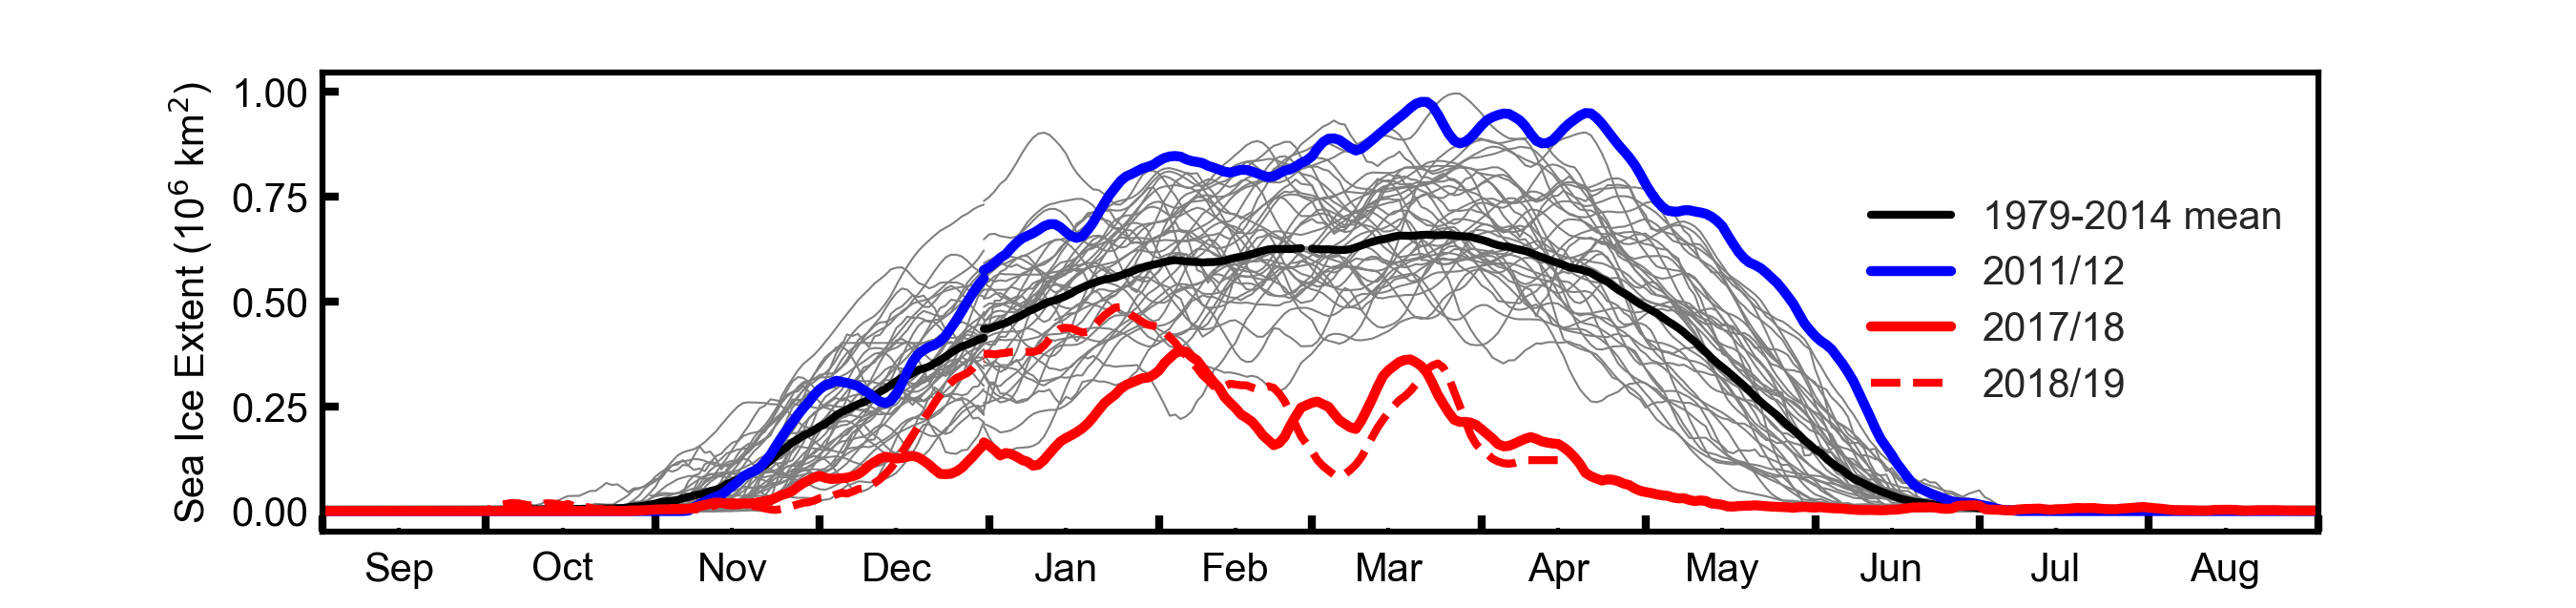 Sea Ice Extent (10⁶ km²)
1.00
0.75
0.50
0.25
0.00
Sep Oct Nov Dec Jan Feb Mar Apr May Jun Jul Aug
1979-2014 mean
2011/12
2017/18
2018/19